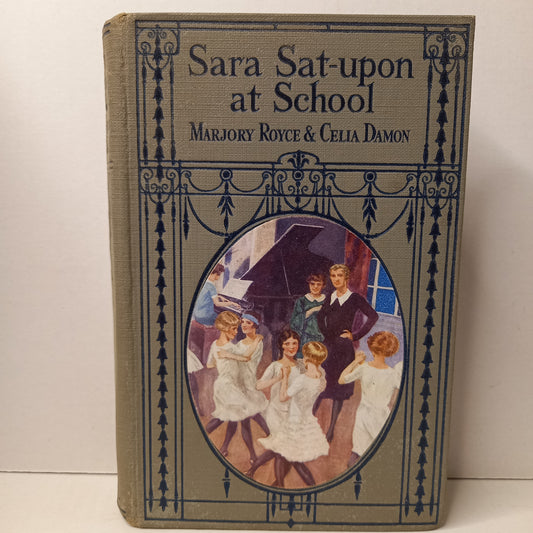 Sara Sat-upon
at School
MARJORY ROYCE & CELIA DAMON